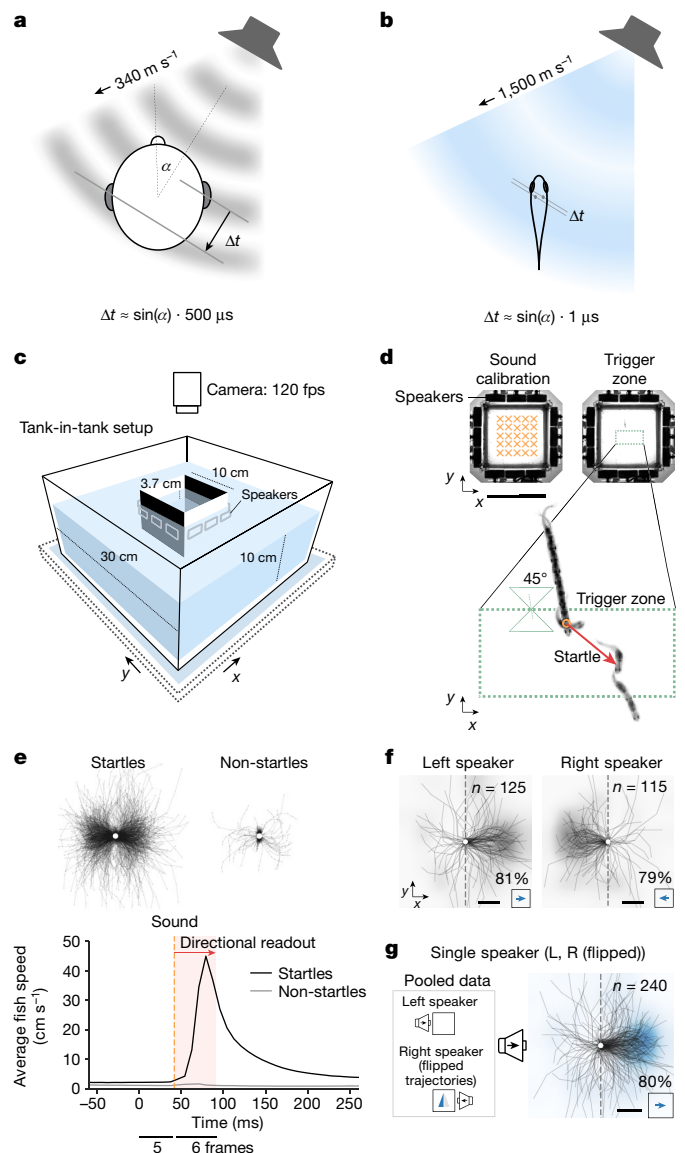 a
340 m s⁻¹
α
Δt
Δt ≈ sin(α) · 500 μs
b
1,500 m s⁻¹
Δt
Δt ≈ sin(α) · 1 μs
c
Camera: 120 fps
Tank-in-tank setup
10 cm
3.7 cm
Speakers
30 cm
10 cm
y
x
d
Sound calibration
Trigger zone
Speakers
y
x
45°
Trigger zone
Startle
y
x
e
Startles
Non-startles
Sound
Directional readout
Startles
Non-startles
Average fish speed (cm s⁻¹)
50
40
30
20
10
0
–50
0
50
100
150
200
250
Time (ms)
5
6 frames
f
Left speaker
n = 125
81%
y
x
Right speaker
n = 115
79%
g
Single speaker (L, R (flipped))
Pooled data
Left speaker
Right speaker (flipped trajectories)
n = 240
80%